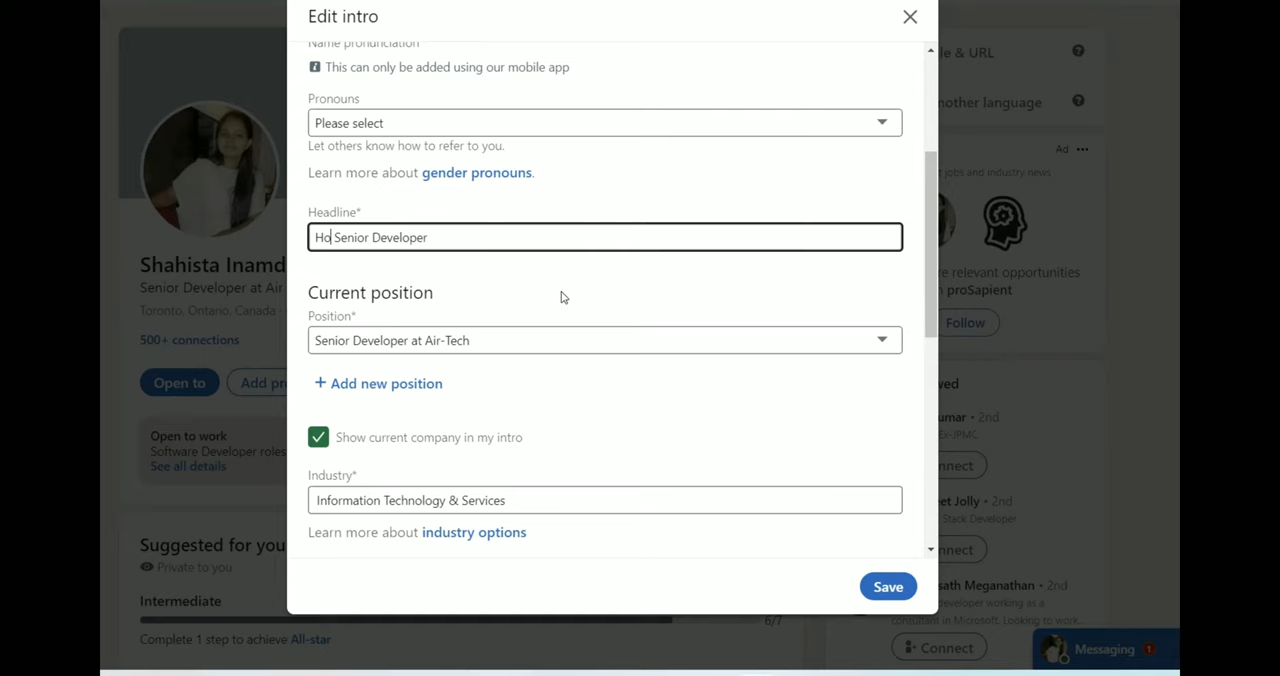 Edit intro
Name pronunciation
This can only be added using our mobile app
Pronouns
Please select
Let others know how to refer to you.
Learn more about gender pronouns.
Headline*
Ho Senior Developer
Current position
Position*
Senior Developer at Air-Tech
+ Add new position
Show current company in my intro
Industry*
Information Technology & Services
Learn more about industry options
Save
Shahista Inamd
Senior Developer at Air
Toronto, Ontario, Canada ·
500+ connections
Open to
Add pr
Open to work
Software Developer roles
See all details
Suggested for you
Private to you
Intermediate
6/7
Complete 1 step to achieve All-star
le & URL
nother language
Ad
jobs and industry news
re relevant opportunities
proSapient
Follow
wed
umar • 2nd
Ex-JPMC
nnect
eet Jolly • 2nd
Stack Developer
nnect
sath Meganathan • 2nd
developer working as a
consultant in Microsoft. Looking to work...
Connect
Messaging
1